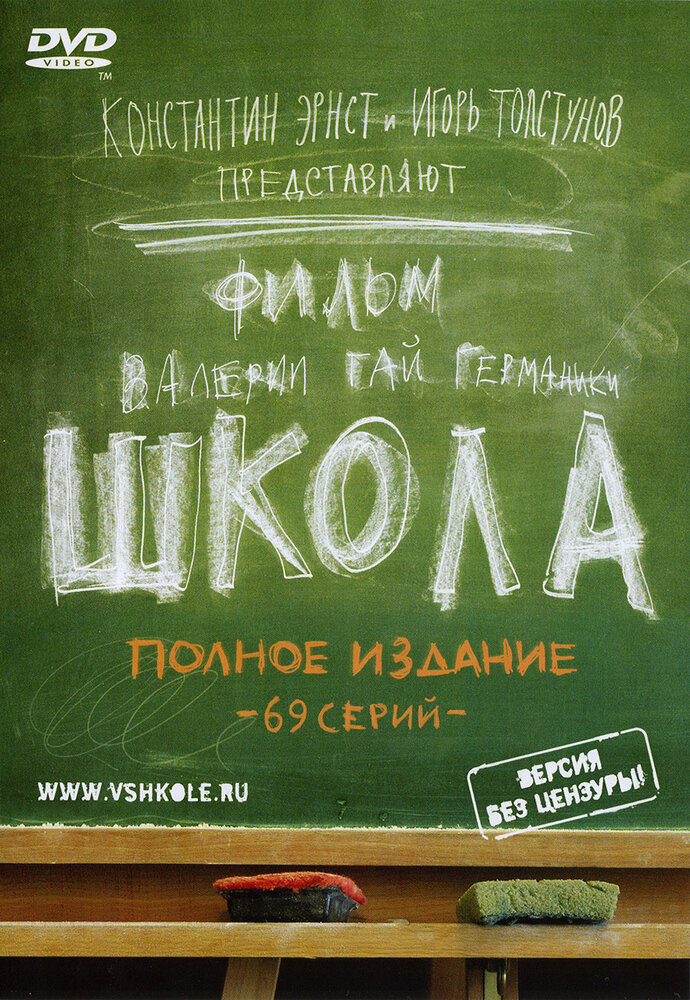 DVD
VIDEO
TM
КОНСТАНТИН ЭРНСТ и ИГОРЬ ТОЛСТУНОВ
ПРЕДСТАВЛЯЮТ
ФИЛЬМ
ВАЛЕРИИ ГАЙ ГЕРМАНИКИ
ШКОЛА
ПОЛНОЕ ИЗДАНИЕ
-69 СЕРИЙ-
WWW.VSHKOLE.RU
ВЕРСИЯ
БЕЗ ЦЕНЗУРЫ!